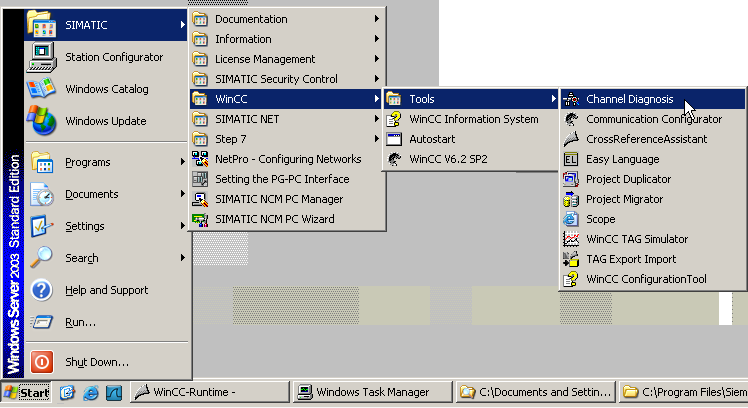 SIMATIC
Station Configurator
Windows Catalog
Windows Update
Programs
Documents
Settings
Search
Help and Support
Run...
Shut Down...
Windows Server 2003 Standard Edition
Documentation
Information
License Management
SIMATIC Security Control
WinCC
SIMATIC NET
Step 7
NetPro - Configuring Networks
Setting the PG-PC Interface
SIMATIC NCM PC Manager
SIMATIC NCM PC Wizard
Tools
WinCC Information System
Autostart
WinCC V6.2 SP2
Channel Diagnosis
Communication Configurator
CrossReferenceAssistant
EL Easy Language
Project Duplicator
Project Migrator
Scope
WinCC TAG Simulator
TAG Export Import
WinCC ConfigurationTool
Start
WinCC-Runtime -
Windows Task Manager
C:\Documents and Settin...
C:\Program Files\Siem